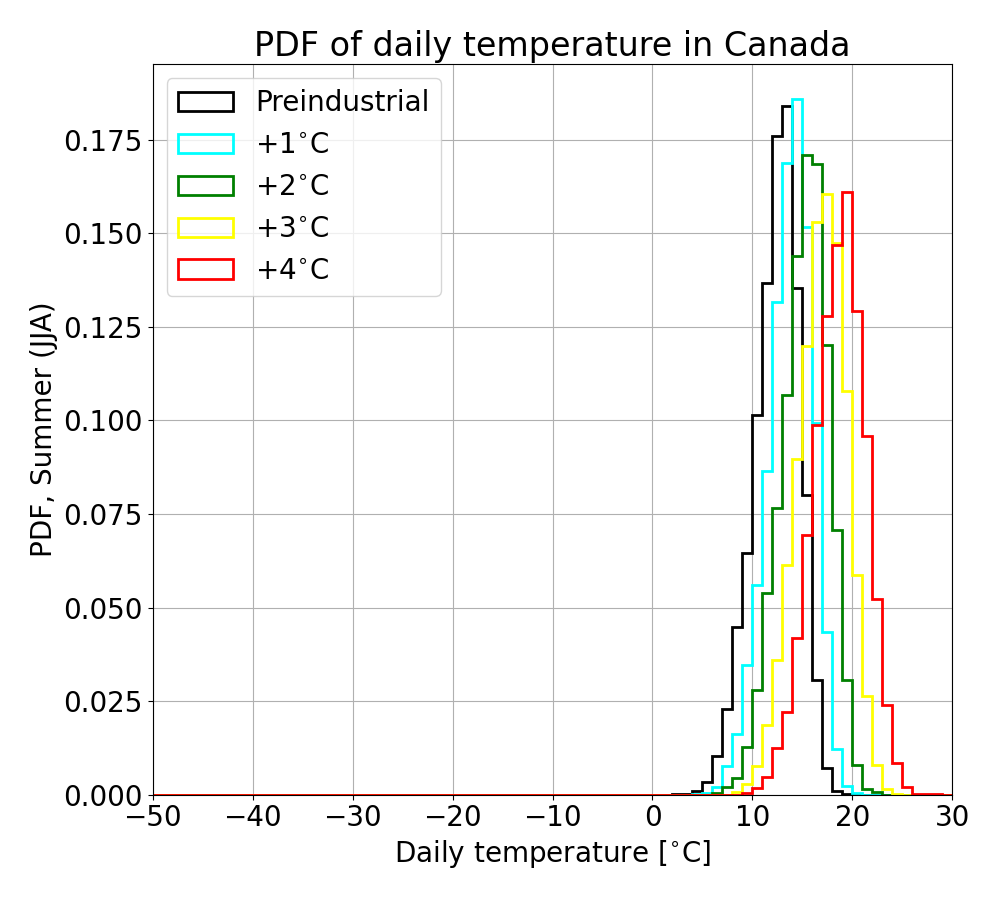 PDF of daily temperature in Canada
Preindustrial
+1°C
+2°C
+3°C
+4°C
PDF, Summer (JJA)
0.175
0.150
0.125
0.100
0.075
0.050
0.025
0.000
−50 −40 −30 −20 −10 0 10 20 30
Daily temperature [°C]